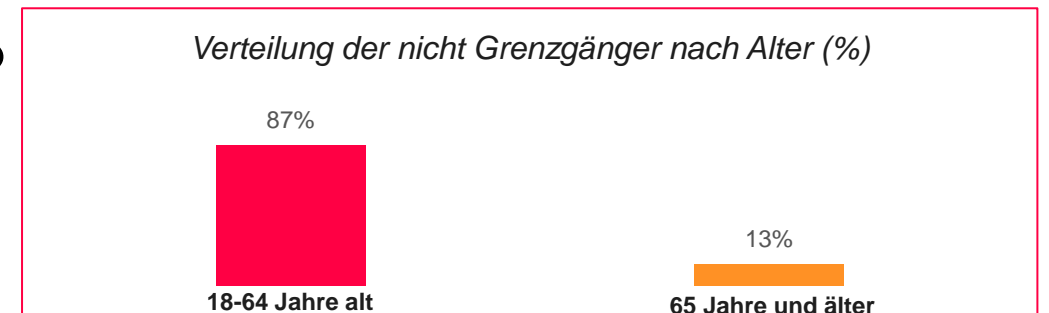 Verteilung der nicht Grenzgänger nach Alter (%)
87%
13%
18-64 Jahre alt
65 Jahre und älter